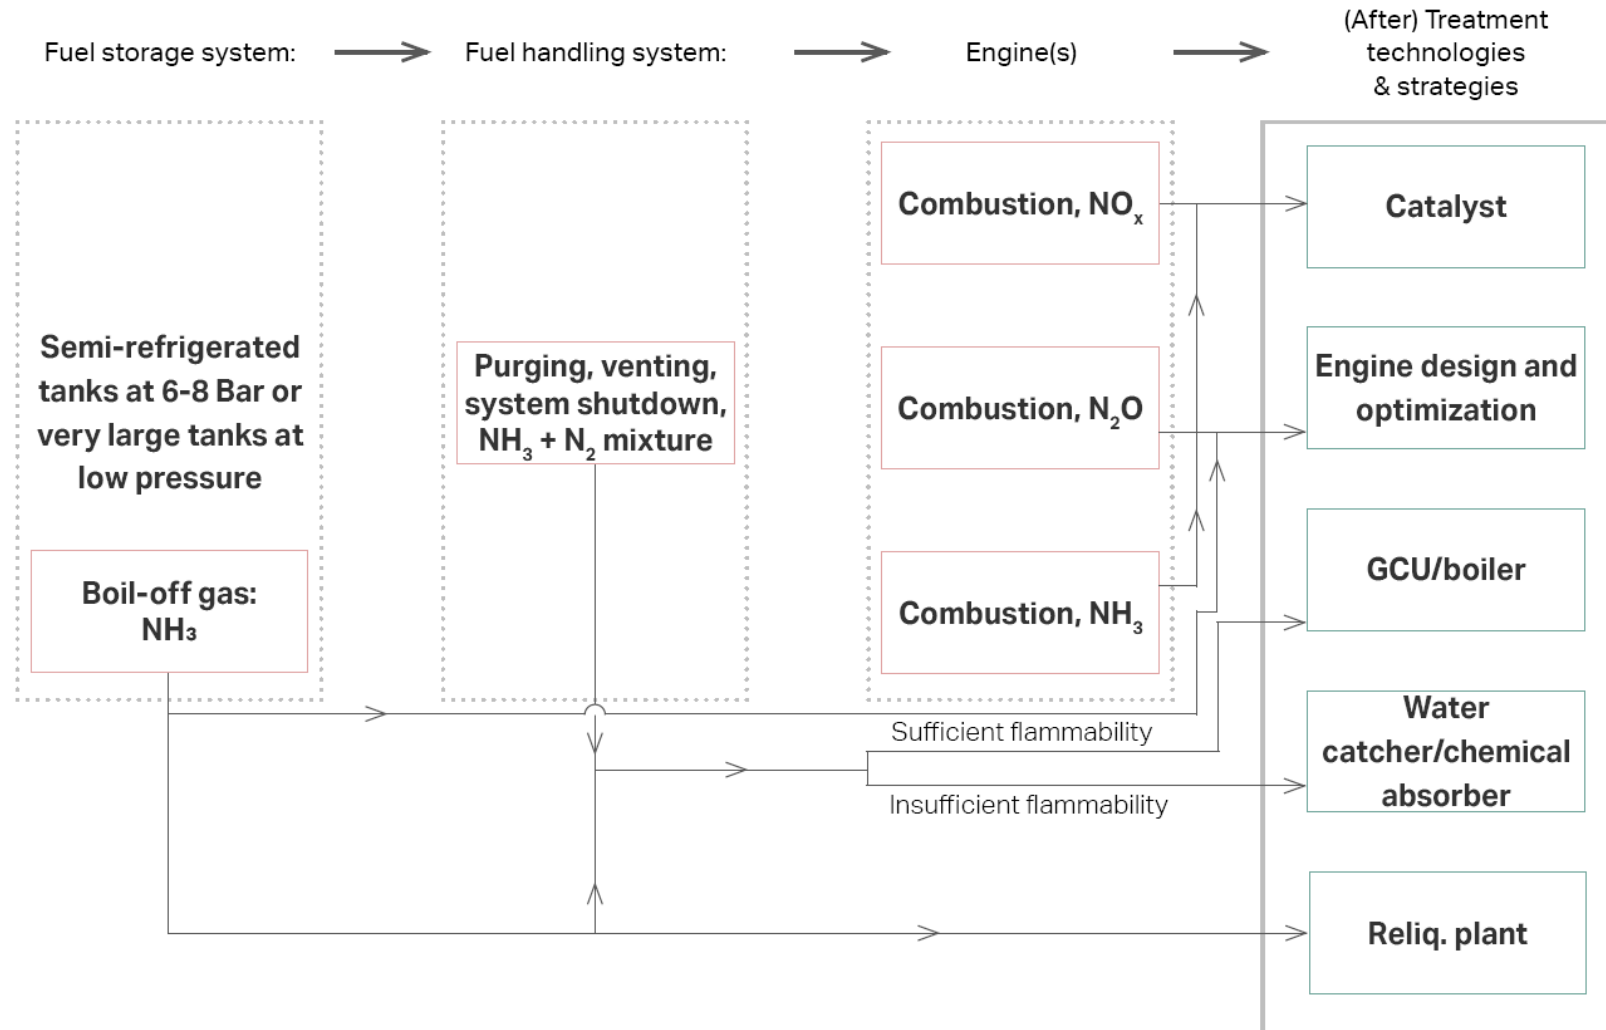 Fuel storage system:
Fuel handling system:
Engine(s)
(After) Treatment
technologies
& strategies
Semi-refrigerated
tanks at 6-8 Bar or
very large tanks at
low pressure
Boil-off gas:
NH₃
Purging, venting,
system shutdown,
NH₃ + N₂ mixture
Combustion, NOₓ
Combustion, N₂O
Combustion, NH₃
Sufficient flammability
Insufficient flammability
Catalyst
Engine design and
optimization
GCU/boiler
Water
catcher/chemical
absorber
Reliq. plant